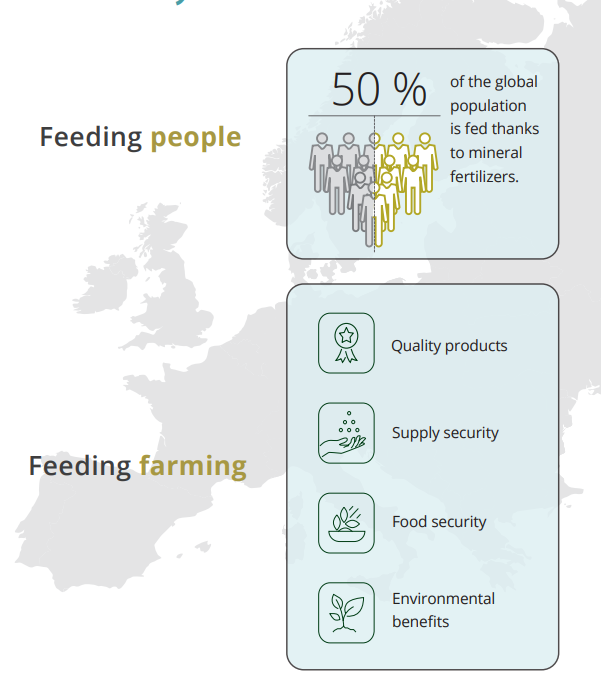 Feeding people
50 %
of the global
population
is fed thanks
to mineral
fertilizers.
Feeding farming
Quality products
Supply security
Food security
Environmental
benefits